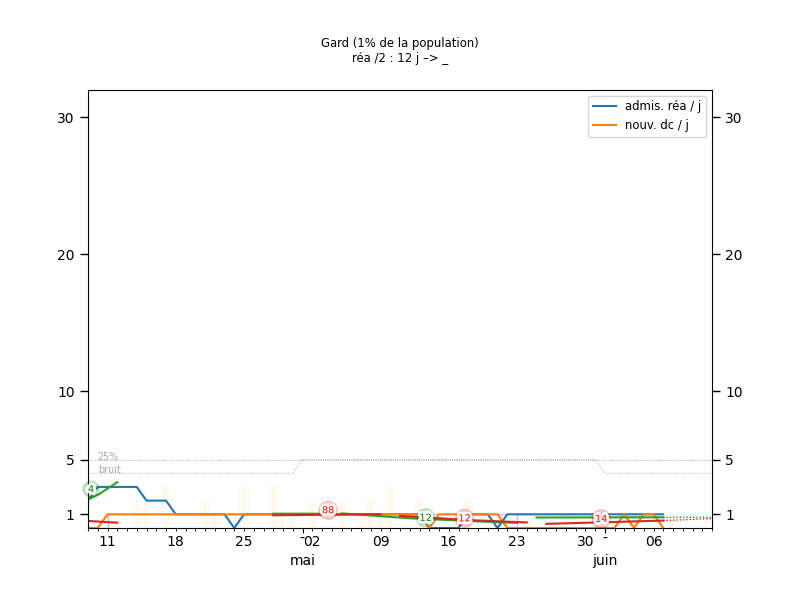 Gard (1% de la population)
réa /2 : 12 j –> _
admis. réa / j
nouv. dc / j
30 30
20 20
10 10
5 5
25%
bruit
1 1
4 88 12 12 14
11 18 25 02 09 16 23 30 06
mai juin